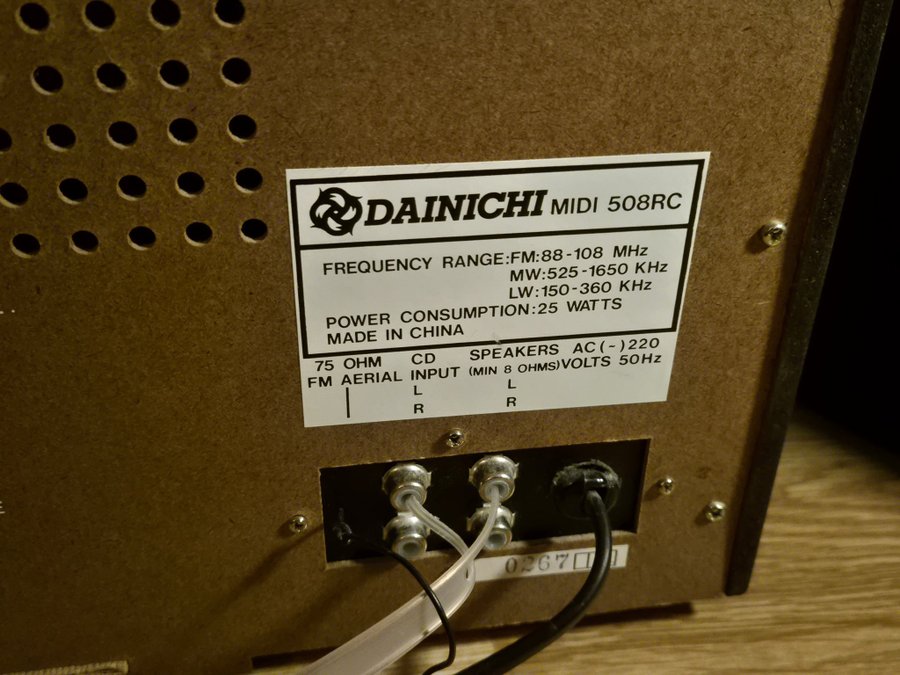 DAINICHI MIDI 508RC
FREQUENCY RANGE:FM:88-108 MHz
MW:525-1650 KHz
LW:150-360 KHz
POWER CONSUMPTION:25 WATTS
MADE IN CHINA
75 OHM CD SPEAKERS AC(~)220
FM AERIAL INPUT (MIN 8 OHMS) VOLTS 50Hz
L L
R R
0267